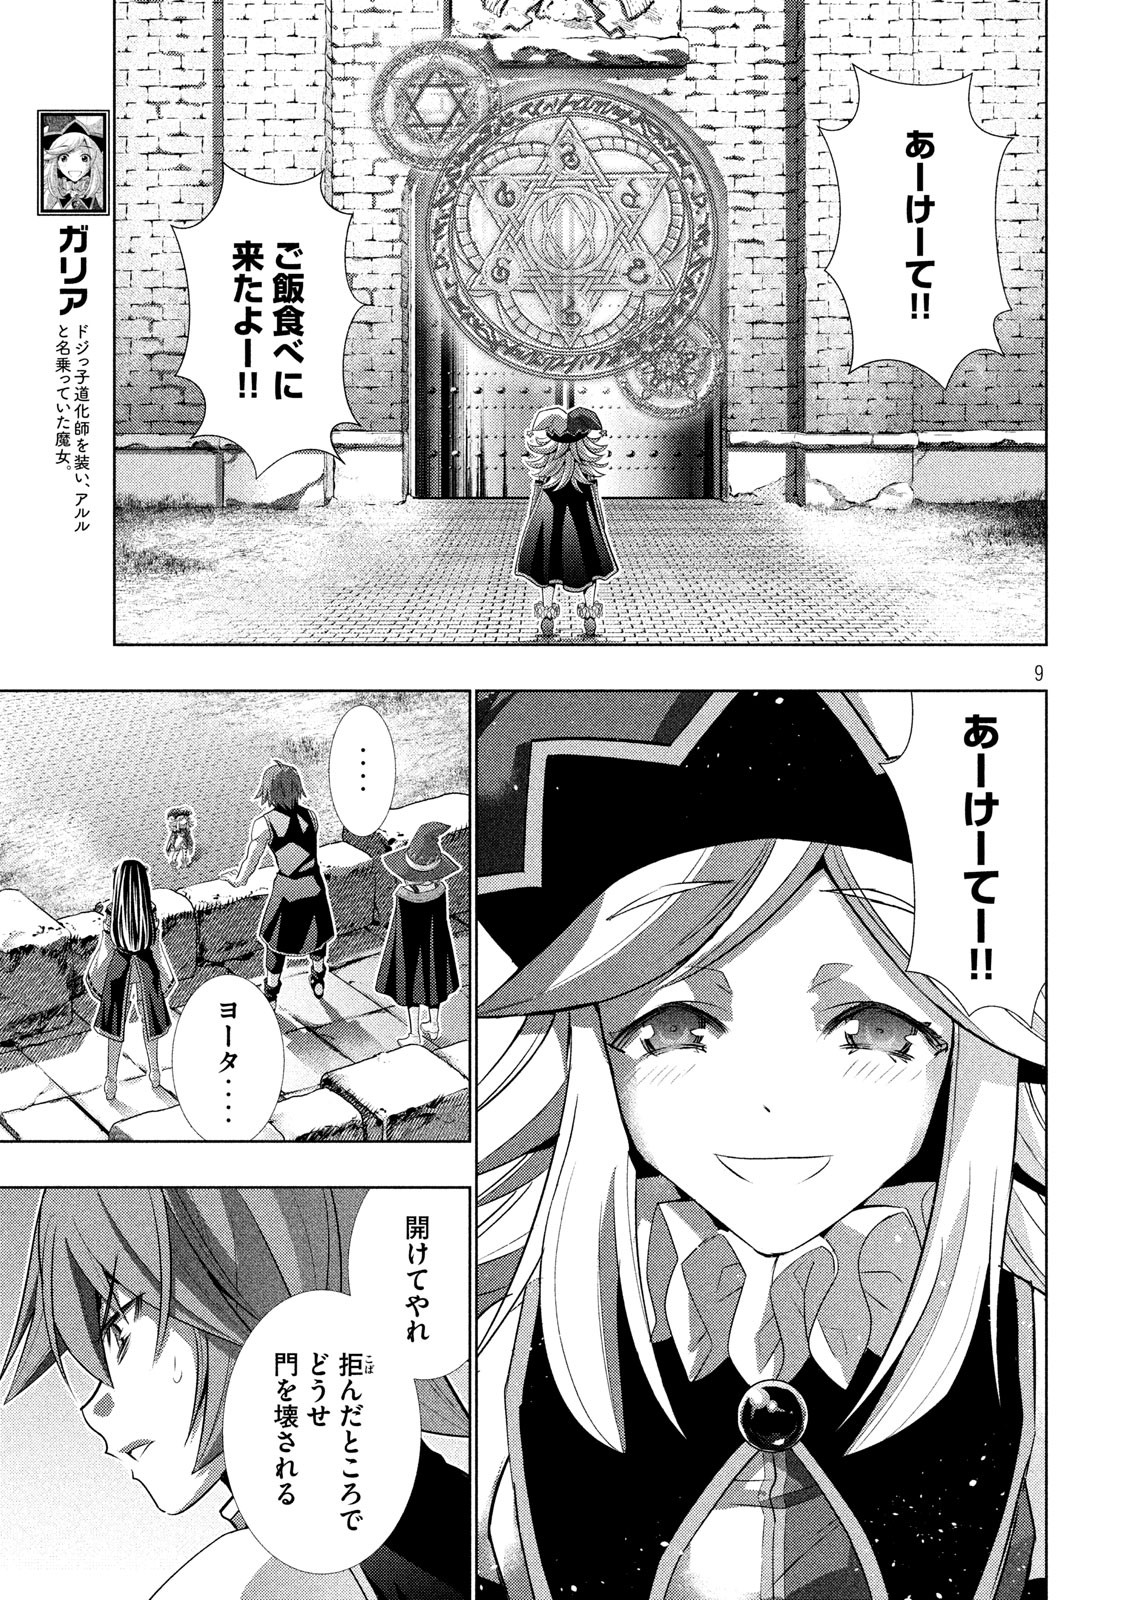 あーけーて!!
ご飯食べに
来たよー!!
ガリア
ドジっ子道化師を装い、アルル
と名乗っていた魔女。
9
あーけーてー!!
・・・・
ヨータ・・・・
開けてやれ
拒んだところで
こば
どうせ
門を壊される